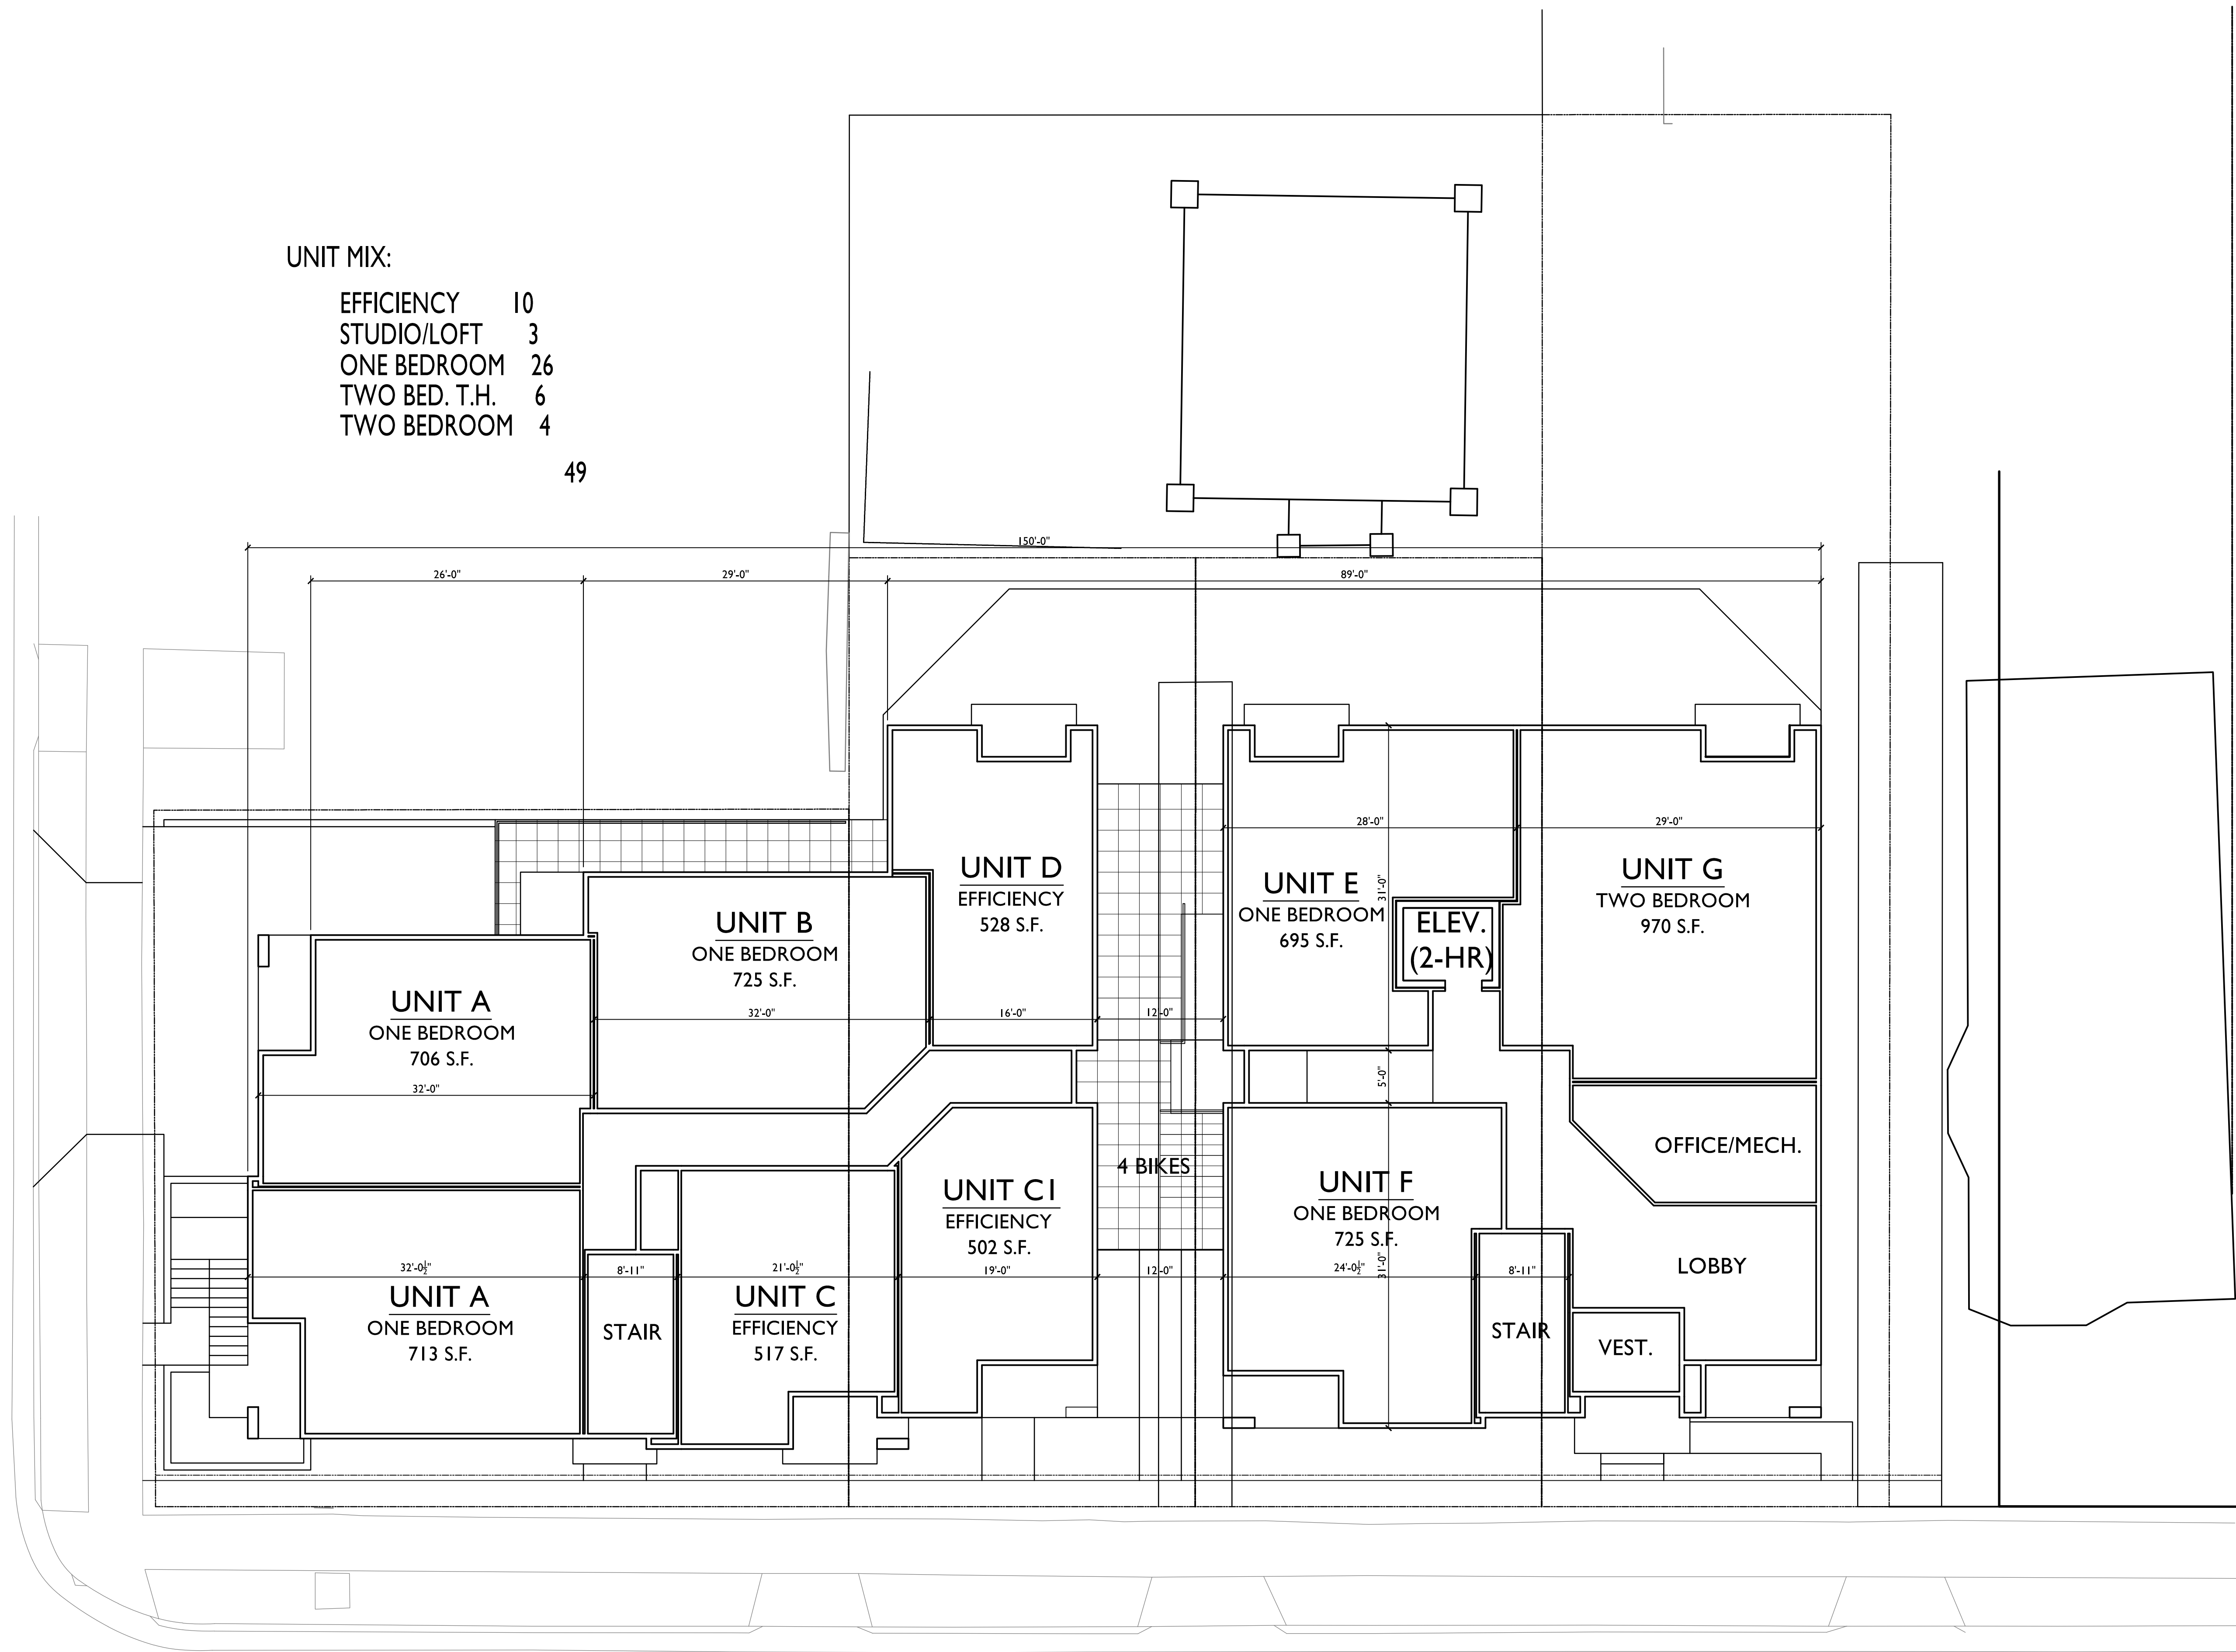 UNIT MIX:
EFFICIENCY 10
STUDIO/LOFT 3
ONE BEDROOM 26
TWO BED. T.H. 6
TWO BEDROOM 4
49
150'-0"
26'-0"
29'-0"
89'-0"
28'-0"
29'-0"
UNIT D
EFFICIENCY
528 S.F.
UNIT E
ONE BEDROOM
695 S.F.
31'-0"
UNIT G
TWO BEDROOM
970 S.F.
ELEV.
(2-HR)
UNIT B
ONE BEDROOM
725 S.F.
UNIT A
ONE BEDROOM
706 S.F.
32'-0"
16'-0"
12'-0"
32'-0"
5'-0"
OFFICE/MECH.
4 BIKES
UNIT C1
EFFICIENCY
502 S.F.
UNIT F
ONE BEDROOM
725 S.F.
31'-0"
LOBBY
32'-0½"
8'-11"
21'-0½"
19'-0"
12'-0"
24'-0½"
8'-11"
UNIT A
ONE BEDROOM
713 S.F.
STAIR
UNIT C
EFFICIENCY
517 S.F.
STAIR
VEST.